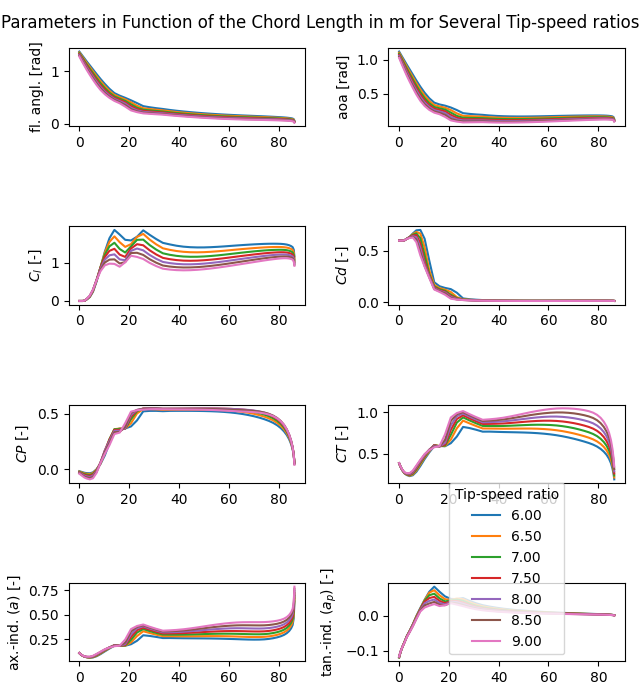 Parameters in Function of the Chord Length in m for Several Tip-speed ratios
fl. angl. [rad]
1
0
0 20 40 60 80
aoa [rad]
1.0
0.5
0 20 40 60 80
C_l [-]
1
0
0 20 40 60 80
Cd [-]
0.5
0.0
0 20 40 60 80
CP [-]
0.5
0.0
0 20 40 60 80
CT [-]
1.0
0.5
0 20 40 60 80
ax.-ind. (a) [-]
0.75
0.50
0.25
0 20 40 60 80
tan.-ind. (a_p) [-]
0.0
−0.1
0 20 40 60 80
Tip-speed ratio
6.00
6.50
7.00
7.50
8.00
8.50
9.00